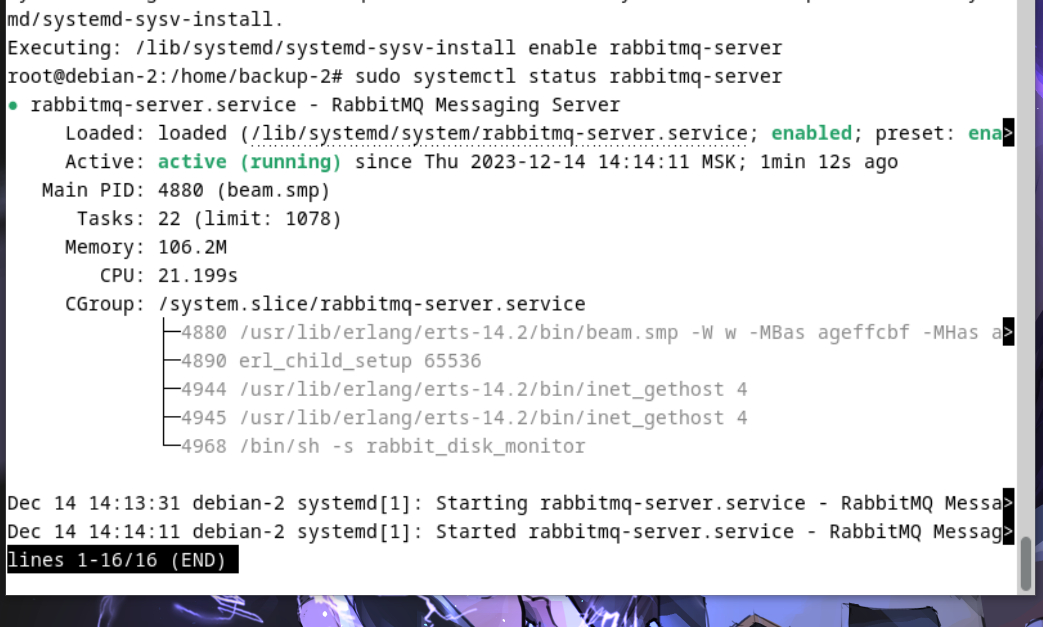 md/systemd-sysv-install.
Executing: /lib/systemd/systemd-sysv-install enable rabbitmq-server
root@debian-2:/home/backup-2# sudo systemctl status rabbitmq-server
● rabbitmq-server.service - RabbitMQ Messaging Server
     Loaded: loaded (/lib/systemd/system/rabbitmq-server.service; enabled; preset: ena>
     Active: active (running) since Thu 2023-12-14 14:14:11 MSK; 1min 12s ago
   Main PID: 4880 (beam.smp)
      Tasks: 22 (limit: 1078)
     Memory: 106.2M
        CPU: 21.199s
     CGroup: /system.slice/rabbitmq-server.service
             ├─4880 /usr/lib/erlang/erts-14.2/bin/beam.smp -W w -MBas ageffcbf -MHas a>
             ├─4890 erl_child_setup 65536
             ├─4944 /usr/lib/erlang/erts-14.2/bin/inet_gethost 4
             ├─4945 /usr/lib/erlang/erts-14.2/bin/inet_gethost 4
             └─4968 /bin/sh -s rabbit_disk_monitor
Dec 14 14:13:31 debian-2 systemd[1]: Starting rabbitmq-server.service - RabbitMQ Messa>
Dec 14 14:14:11 debian-2 systemd[1]: Started rabbitmq-server.service - RabbitMQ Messag>
lines 1-16/16 (END)